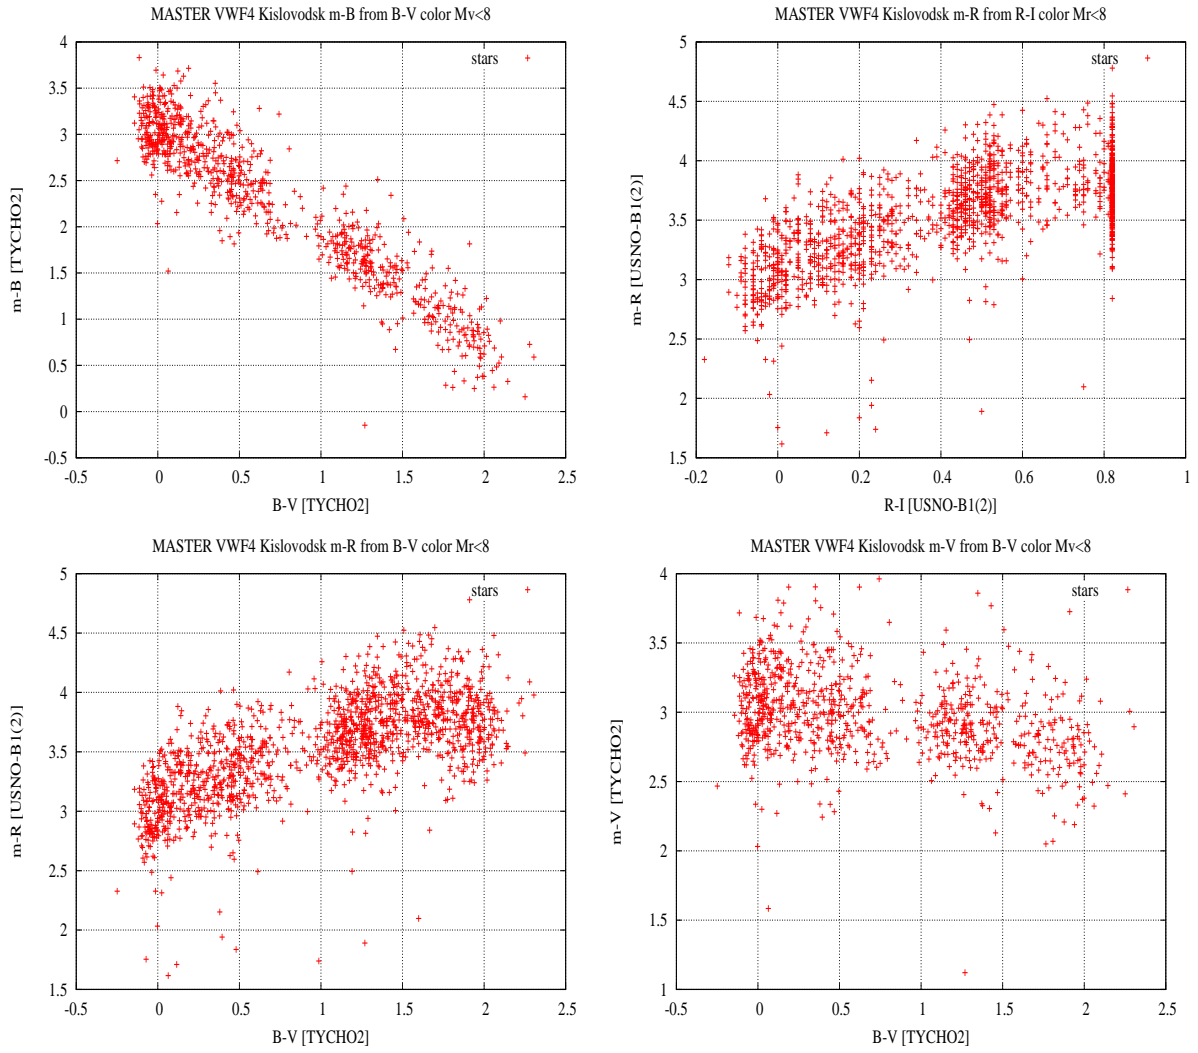 MASTER VWF4 Kislovodsk m-B from B-V color Mv<8
4
3.5
3
2.5
2
1.5
1
0.5
0
-0.5
m-B [TYCHO2]
stars
-0.5 0 0.5 1 1.5 2 2.5
B-V [TYCHO2]
MASTER VWF4 Kislovodsk m-R from R-I color Mr<8
5
4.5
4
3.5
3
2.5
2
1.5
m-R [USNO-B1(2)]
stars
-0.2 0 0.2 0.4 0.6 0.8 1
R-I [USNO-B1(2)]
MASTER VWF4 Kislovodsk m-R from B-V color Mr<8
5
4.5
4
3.5
3
2.5
2
1.5
m-R [USNO-B1(2)]
stars
-0.5 0 0.5 1 1.5 2 2.5
B-V [TYCHO2]
MASTER VWF4 Kislovodsk m-V from B-V color Mv<8
4
3.5
3
2.5
2
1.5
1
m-V [TYCHO2]
stars
-0.5 0 0.5 1 1.5 2 2.5
B-V [TYCHO2]